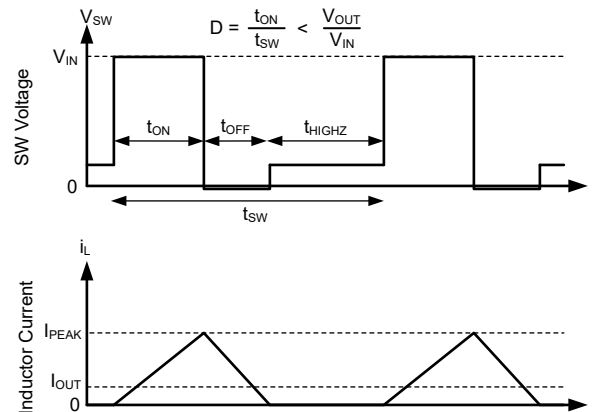 V_SW
D = t_ON / t_SW < V_OUT / V_IN
V_IN
SW Voltage
t_ON
t_OFF
t_HIGHZ
0
t_SW
i_L
Inductor Current
I_PEAK
I_OUT
0